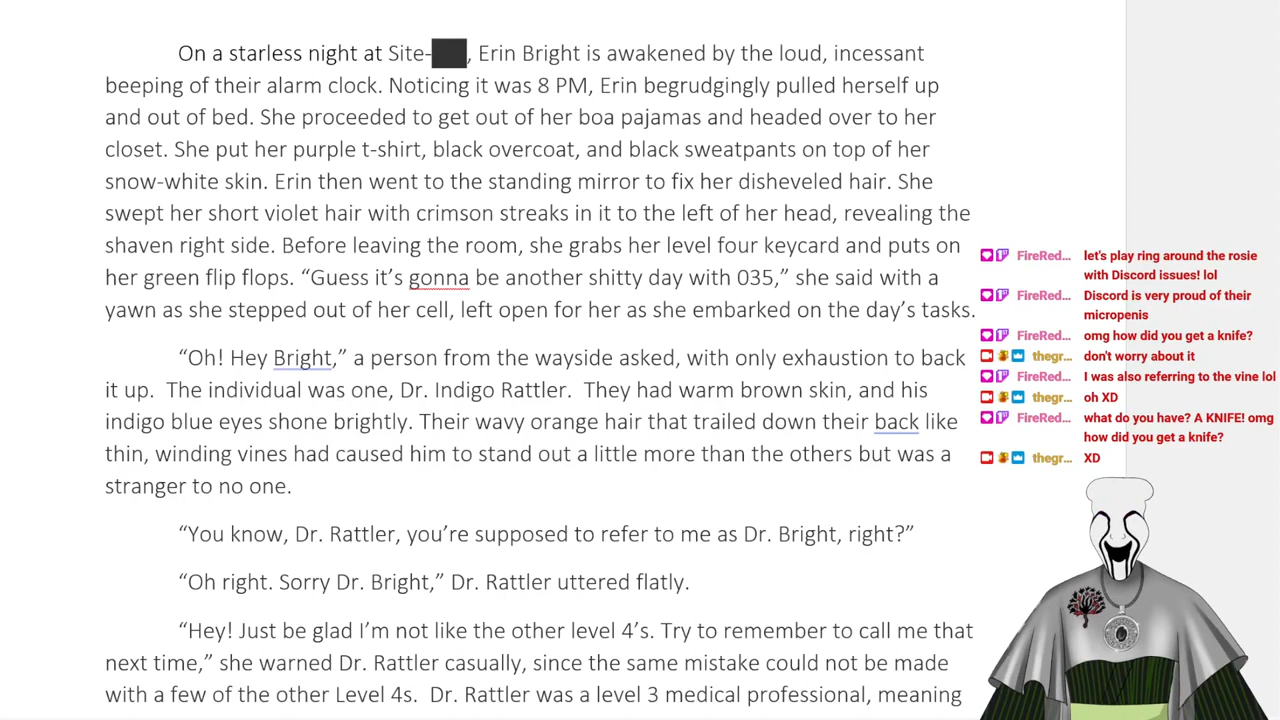 On a starless night at Site-██, Erin Bright is awakened by the loud, incessant
beeping of their alarm clock. Noticing it was 8 PM, Erin begrudgingly pulled herself up
and out of bed. She proceeded to get out of her boa pajamas and headed over to her
closet. She put her purple t-shirt, black overcoat, and black sweatpants on top of her
snow-white skin. Erin then went to the standing mirror to fix her disheveled hair. She
swept her short violet hair with crimson streaks in it to the left of her head, revealing the
shaven right side. Before leaving the room, she grabs her level four keycard and puts on
her green flip flops. “Guess it’s gonna be another shitty day with 035,” she said with a
yawn as she stepped out of her cell, left open for her as she embarked on the day’s tasks.
“Oh! Hey Bright,” a person from the wayside asked, with only exhaustion to back
it up.  The individual was one, Dr. Indigo Rattler.  They had warm brown skin, and his
indigo blue eyes shone brightly. Their wavy orange hair that trailed down their back like
thin, winding vines had caused him to stand out a little more than the others but was a
stranger to no one.
“You know, Dr. Rattler, you’re supposed to refer to me as Dr. Bright, right?”
“Oh right. Sorry Dr. Bright,” Dr. Rattler uttered flatly.
“Hey! Just be glad I’m not like the other level 4’s. Try to remember to call me that
next time,” she warned Dr. Rattler casually, since the same mistake could not be made
with a few of the other Level 4s.  Dr. Rattler was a level 3 medical professional, meaning
FireRed... let's play ring around the rosie
with Discord issues! lol
FireRed... Discord is very proud of their
micropenis
FireRed... omg how did you get a knife?
thegr... don't worry about it
FireRed... I was also referring to the vine lol
thegr... oh XD
FireRed... what do you have? A KNIFE! omg
how did you get a knife?
thegr... XD